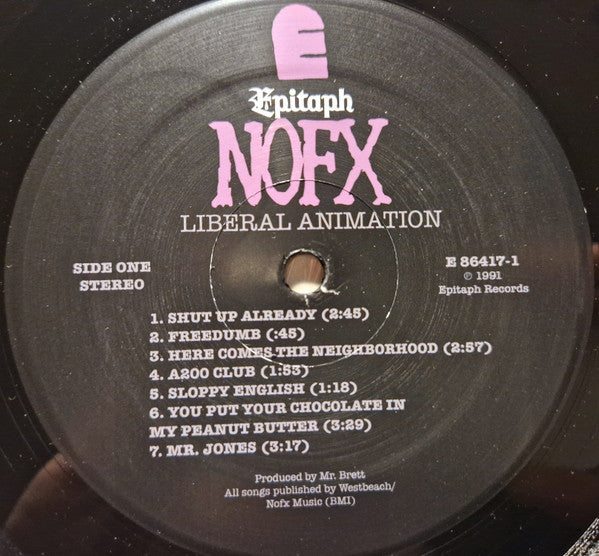 E
Epitaph
NOFX
LIBERAL ANIMATION
SIDE ONE
STEREO
E 86417-1
℗ 1991
Epitaph Records
1. SHUT UP ALREADY (2:45)
2. FREEDUMB (:45)
3. HERE COMES THE NEIGHBORHOOD (2:57)
4. A200 CLUB (1:53)
5. SLOPPY ENGLISH (1:18)
6. YOU PUT YOUR CHOCOLATE IN
MY PEANUT BUTTER (3:29)
7. MR. JONES (3:17)
Produced by Mr. Brett
All songs published by Westbeach/
Nofx Music (BMI)